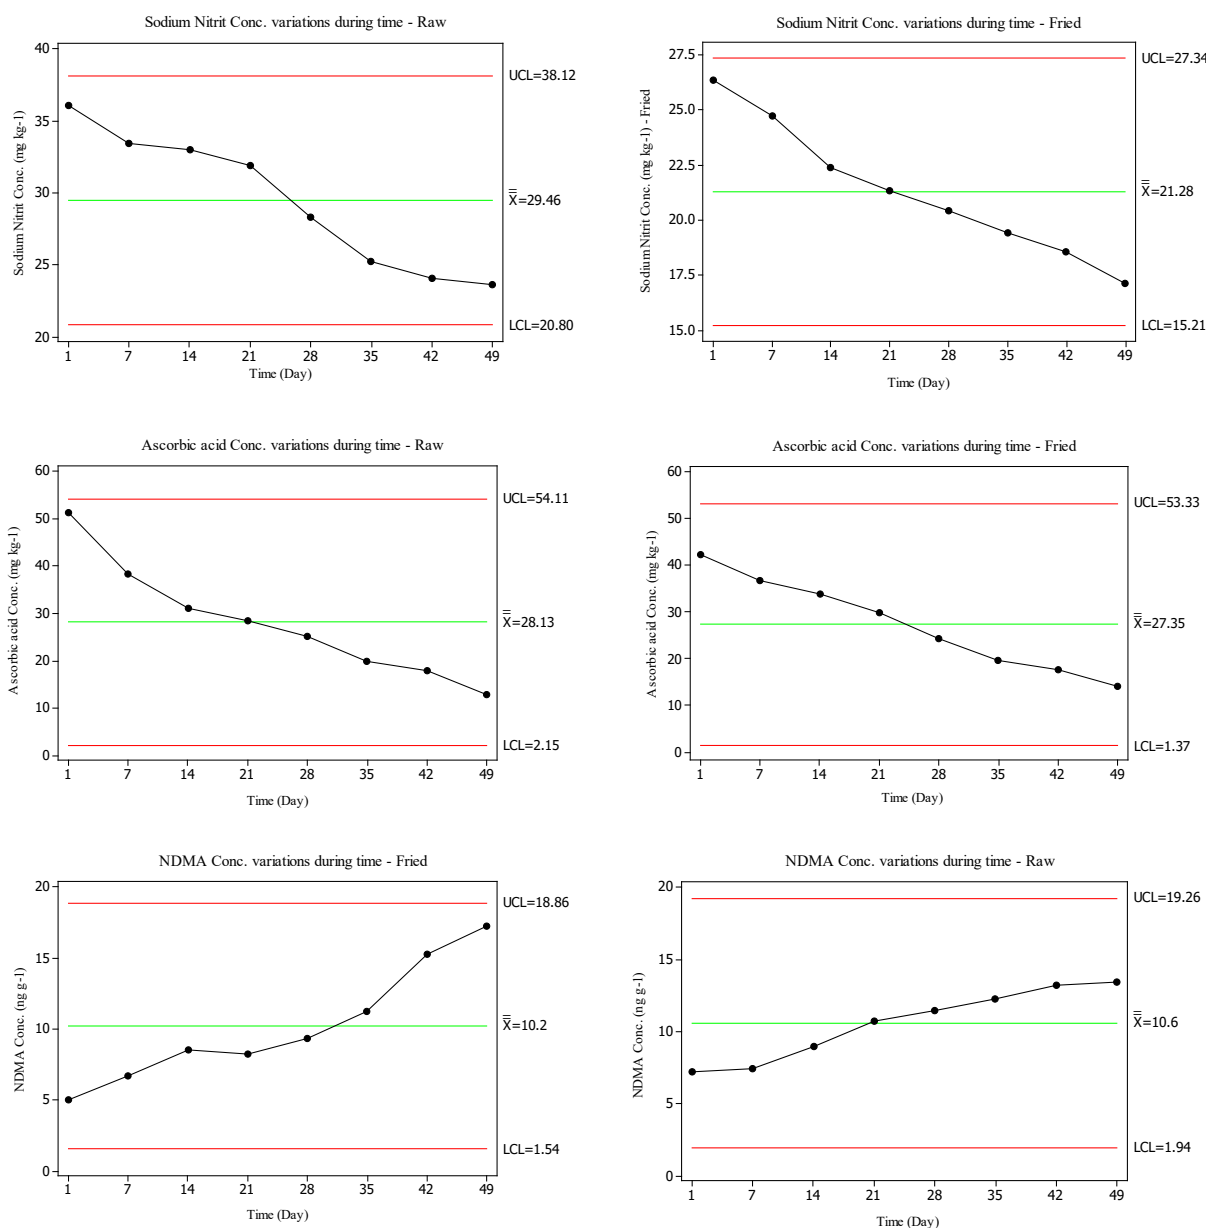 Sodium Nitrit Conc. variations during time - Raw
40
35
30
25
20
Sodium Nitrit Conc. (mg kg-1)
UCL=38.12
X̿=29.46
LCL=20.80
1 7 14 21 28 35 42 49
Time (Day)
Sodium Nitrit Conc. variations during time - Fried
27.5
25.0
22.5
20.0
17.5
15.0
Sodium Nitrit Conc. (mg kg-1) - Fried
UCL=27.34
X̿=21.28
LCL=15.21
1 7 14 21 28 35 42 49
Time (Day)
Ascorbic acid Conc. variations during time - Raw
60
50
40
30
20
10
0
Ascorbic acid Conc. (mg kg-1)
UCL=54.11
X̿=28.13
LCL=2.15
1 7 14 21 28 35 42 49
Time (Day)
Ascorbic acid Conc. variations during time - Fried
60
50
40
30
20
10
0
Ascorbic acid Conc. (mg kg-1)
UCL=53.33
X̿=27.35
LCL=1.37
1 7 14 21 28 35 42 49
Time (Day)
NDMA Conc. variations during time - Fried
20
15
10
5
0
NDMA Conc. (ng g-1)
UCL=18.86
X̿=10.2
LCL=1.54
1 7 14 21 28 35 42 49
Time (Day)
NDMA Conc. variations during time - Raw
20
15
10
5
0
NDMA Conc. (ng g-1)
UCL=19.26
X̿=10.6
LCL=1.94
1 7 14 21 28 35 42 49
Time (Day)